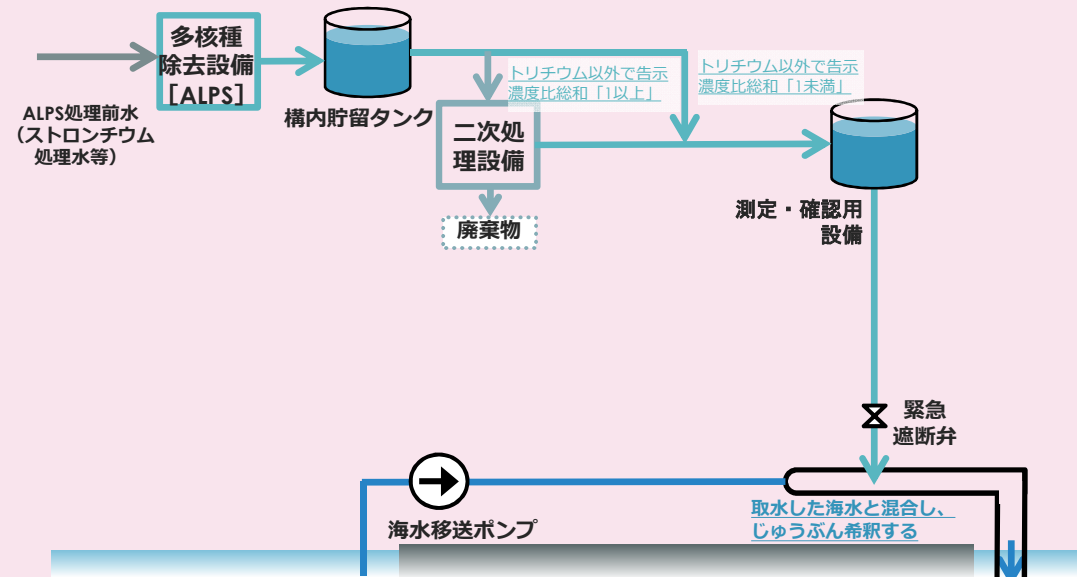 多核種
除去設備
［ALPS］
ALPS処理前水
（ストロンチウム
処理水等）
構内貯留タンク
トリチウム以外で告示
濃度比総和「1以上」
トリチウム以外で告示
濃度比総和「1未満」
二次処
理設備
廃棄物
測定・確認用
設備
緊急
遮断弁
海水移送ポンプ
取水した海水と混合し、
じゅうぶん希釈する